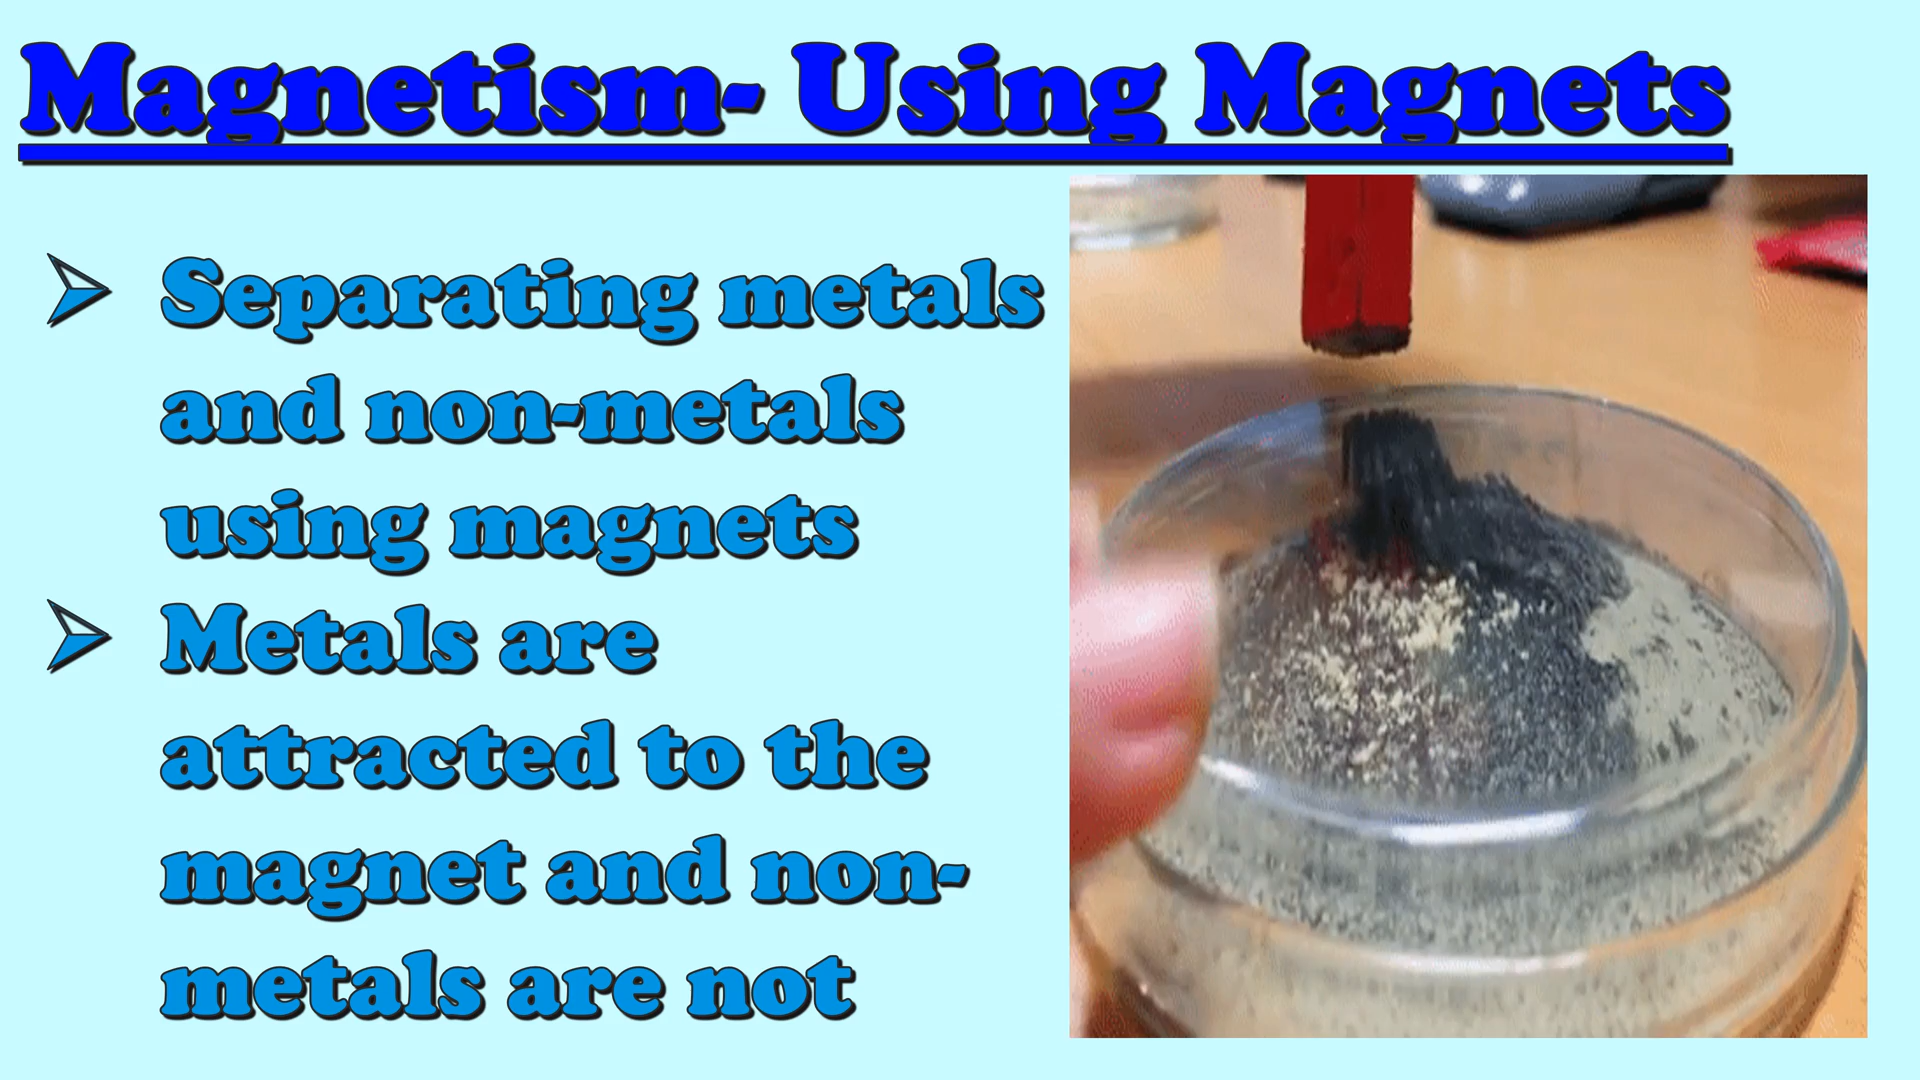 Magnetism- Using Magnets
Separating metals
and non-metals
using magnets
Metals are
attracted to the
magnet and non-
metals are not